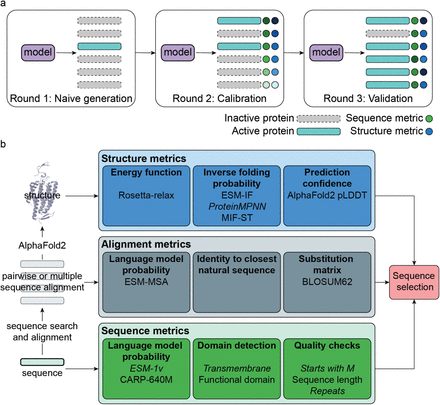 a
model
model
model
Round 1: Naive generation
Round 2: Calibration
Round 3: Validation
Inactive protein
Sequence metric
Active protein
Structure metric
b
Structure metrics
Energy function
Rosetta-relax
Inverse folding
probability
ESM-IF
ProteinMPNN
MIF-ST
Prediction
confidence
AlphaFold2 pLDDT
structure
AlphaFold2
Alignment metrics
Language model
probability
ESM-MSA
Identity to closest
natural sequence
Substitution
matrix
BLOSUM62
pairwise or multiple
sequence alignment
Sequence
selection
sequence search
and alignment
Sequence metrics
Language model
probability
ESM-1v
CARP-640M
Domain detection
Transmembrane
Functional domain
Quality checks
Starts with M
Sequence length
Repeats
sequence